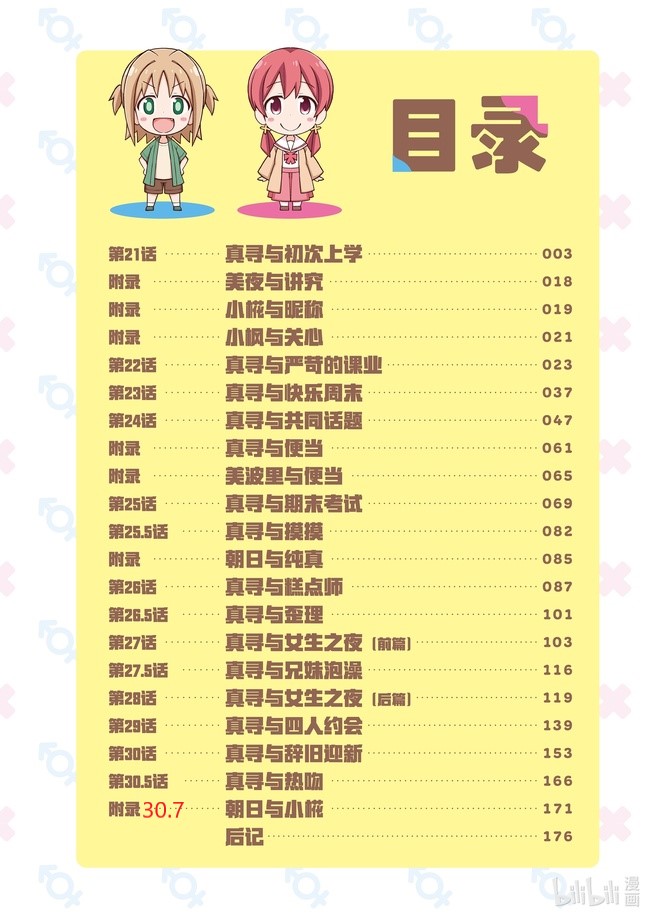 目录
第21话 真寻与初次上学 003
附录 美夜与讲究 018
附录 小椛与昵称 019
附录 小枫与关心 021
第22话 真寻与严苛的课业 023
第23话 真寻与快乐周末 037
第24话 真寻与共同话题 047
附录 真寻与便当 061
附录 美波里与便当 065
第25话 真寻与期末考试 069
第25.5话 真寻与摸摸 082
附录 朝日与纯真 085
第26话 真寻与糕点师 087
第26.5话 真寻与歪理 101
第27话 真寻与女生之夜（前篇） 103
第27.5话 真寻与兄妹泡澡 116
第28话 真寻与女生之夜（后篇） 119
第29话 真寻与四人约会 139
第30话 真寻与辞旧迎新 153
第30.5话 真寻与热吻 166
附录30.7 朝日与小椛 171
后记 176
bilibili 漫画